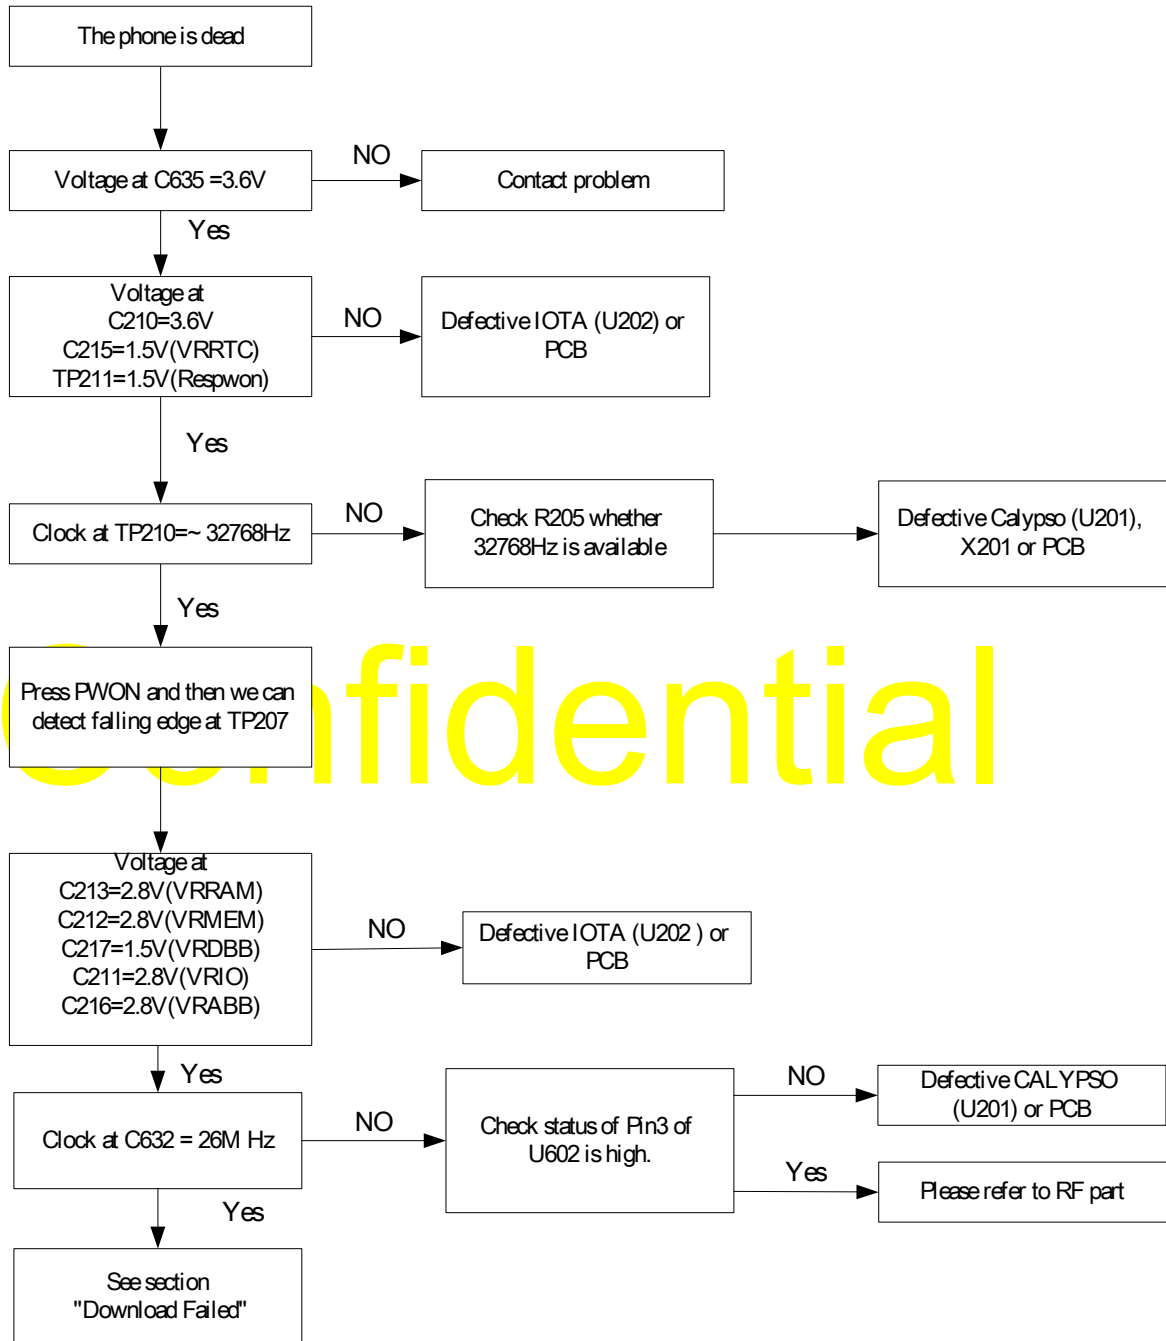 The phone is dead
Voltage at C635 =3.6V
NO
Contact problem
Yes
Voltage at
C210=3.6V
C215=1.5V(VRRTC)
TP211=1.5V(Respwon)
NO
Defective IOTA (U202) or
PCB
Yes
Clock at TP210=~ 32768Hz
NO
Check R205 whether
32768Hz is available
Defective Calypso (U201),
X201 or PCB
Yes
Press PWON and then we can
detect falling edge at TP207
Confidential
Voltage at
C213=2.8V(VRRAM)
C212=2.8V(VRMEM)
C217=1.5V(VRDBB)
C211=2.8V(VRIO)
C216=2.8V(VRABB)
NO
Defective IOTA (U202 ) or
PCB
Yes
Clock at C632 = 26M Hz
NO
Check status of Pin3 of
U602 is high.
NO
Defective CALYPSO
(U201) or PCB
Yes
Please refer to RF part
Yes
See section
"Download Failed"